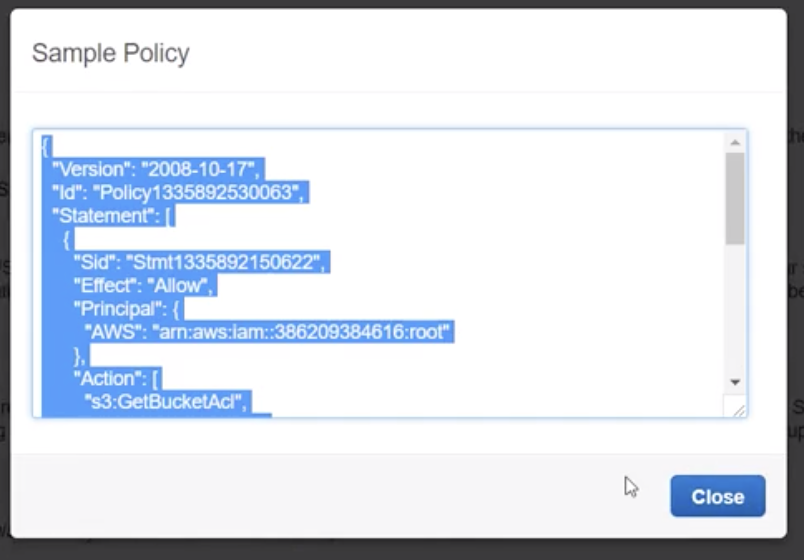 Sample Policy
{
"Version": "2008-10-17",
"Id": "Policy1335892530063",
"Statement": [
{
"Sid": "Stmt1335892150622",
"Effect": "Allow",
"Principal": {
"AWS": "arn:aws:iam::386209384616:root"
},
"Action": [
"s3:GetBucketAcl",
Close